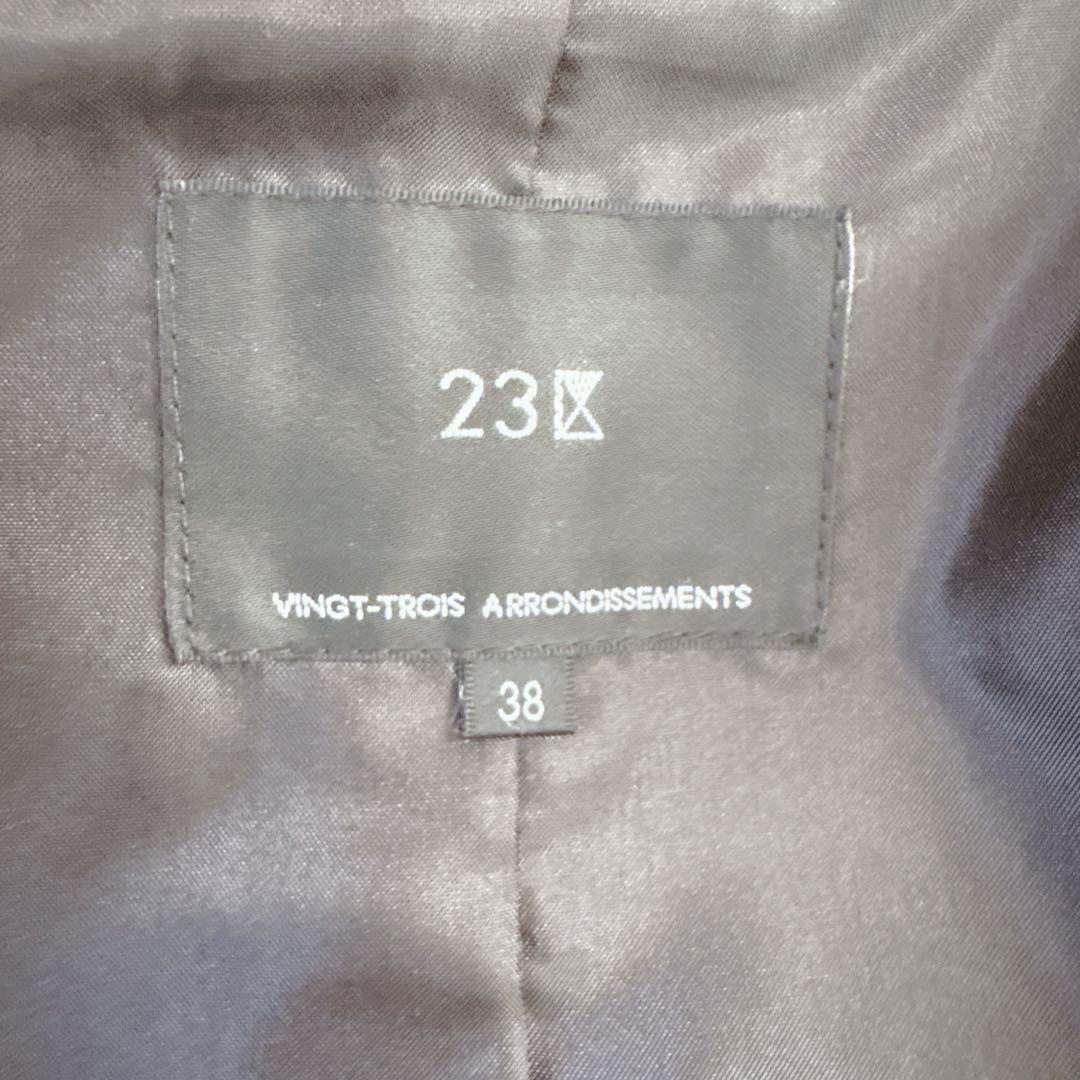 23区
VINGT-TROIS ARRONDISSEMENTS
38